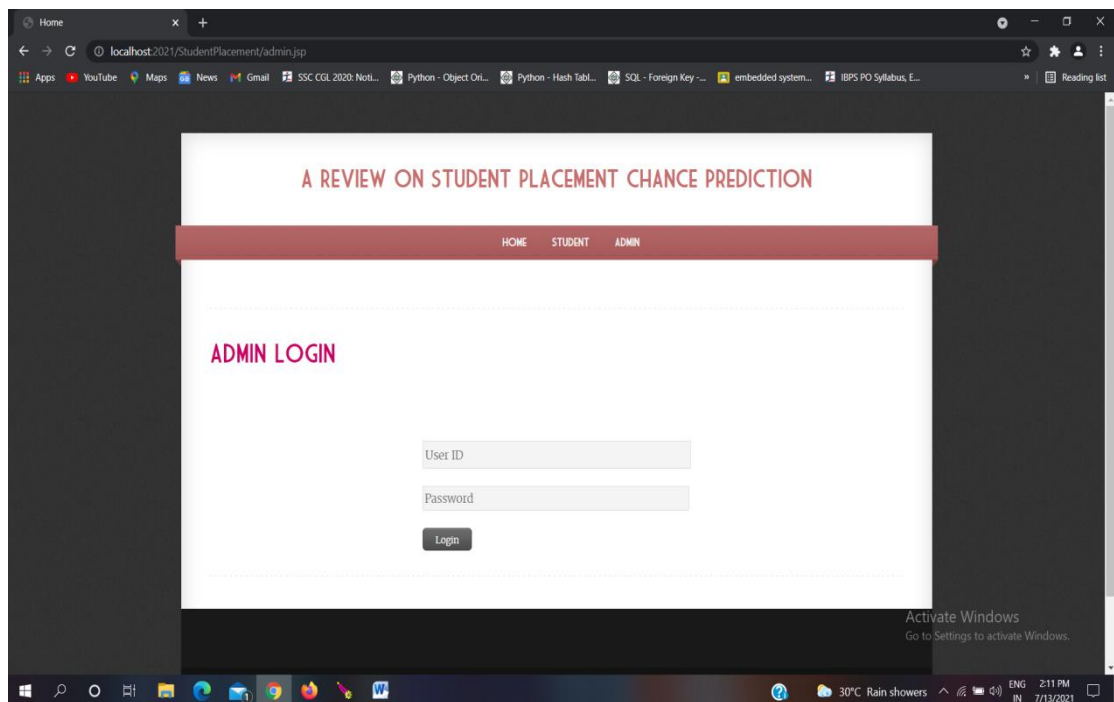 Home
localhost:2021/StudentPlacement/admin.jsp
Apps YouTube Maps News Gmail SSC CGL 2020: Noti... Python - Object Ori... Python - Hash Tabl... SQL - Foreign Key -... embedded system... IBPS PO Syllabus, E... » Reading list
A REVIEW ON STUDENT PLACEMENT CHANCE PREDICTION
HOME STUDENT ADMIN
ADMIN LOGIN
User ID
Password
Login
Activate Windows
Go to Settings to activate Windows.
30°C Rain showers ENG 2:11 PM
IN 7/13/2021